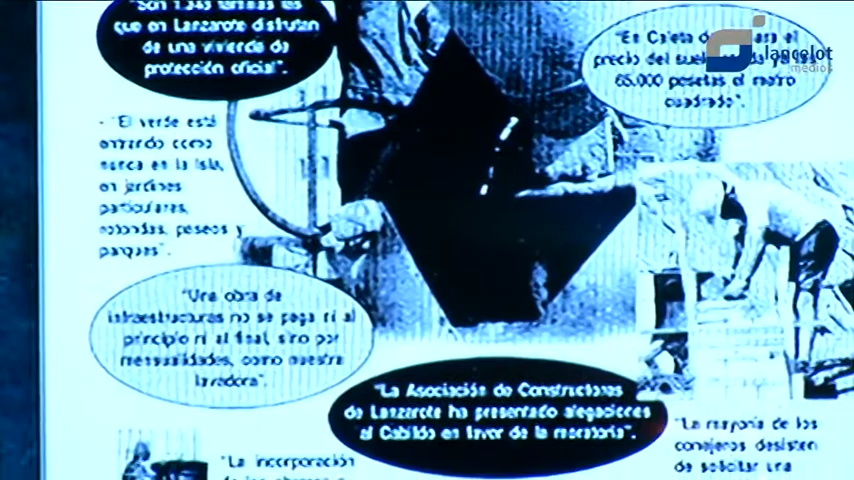 "Son 1.345 familias las
que en Lanzarote disfrutan
de una vivienda de
protección oficial".
"En Caleta
precio del
65.000 pesetas el metro
cuadrado".
lancelot
medios
- "El verde está
entrando como
nunca en la Isla,
en jardines
particulares,
rotondas, paseos y
parques".
"Una obra de
infraestructuras no se paga ni al
principio ni al final, sino por
mensualidades, como nuestra
lavadora".
"La Asociación de Constructores
de Lanzarote ha presentado alegaciones
al Cabildo en favor de la moratoria".
"La mayoría de los
consejeros desisten
de solicitar una
"La incorporación